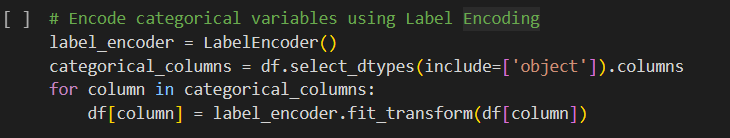 [ ] # Encode categorical variables using Label Encoding
label_encoder = LabelEncoder()
categorical_columns = df.select_dtypes(include=['object']).columns
for column in categorical_columns:
    df[column] = label_encoder.fit_transform(df[column])